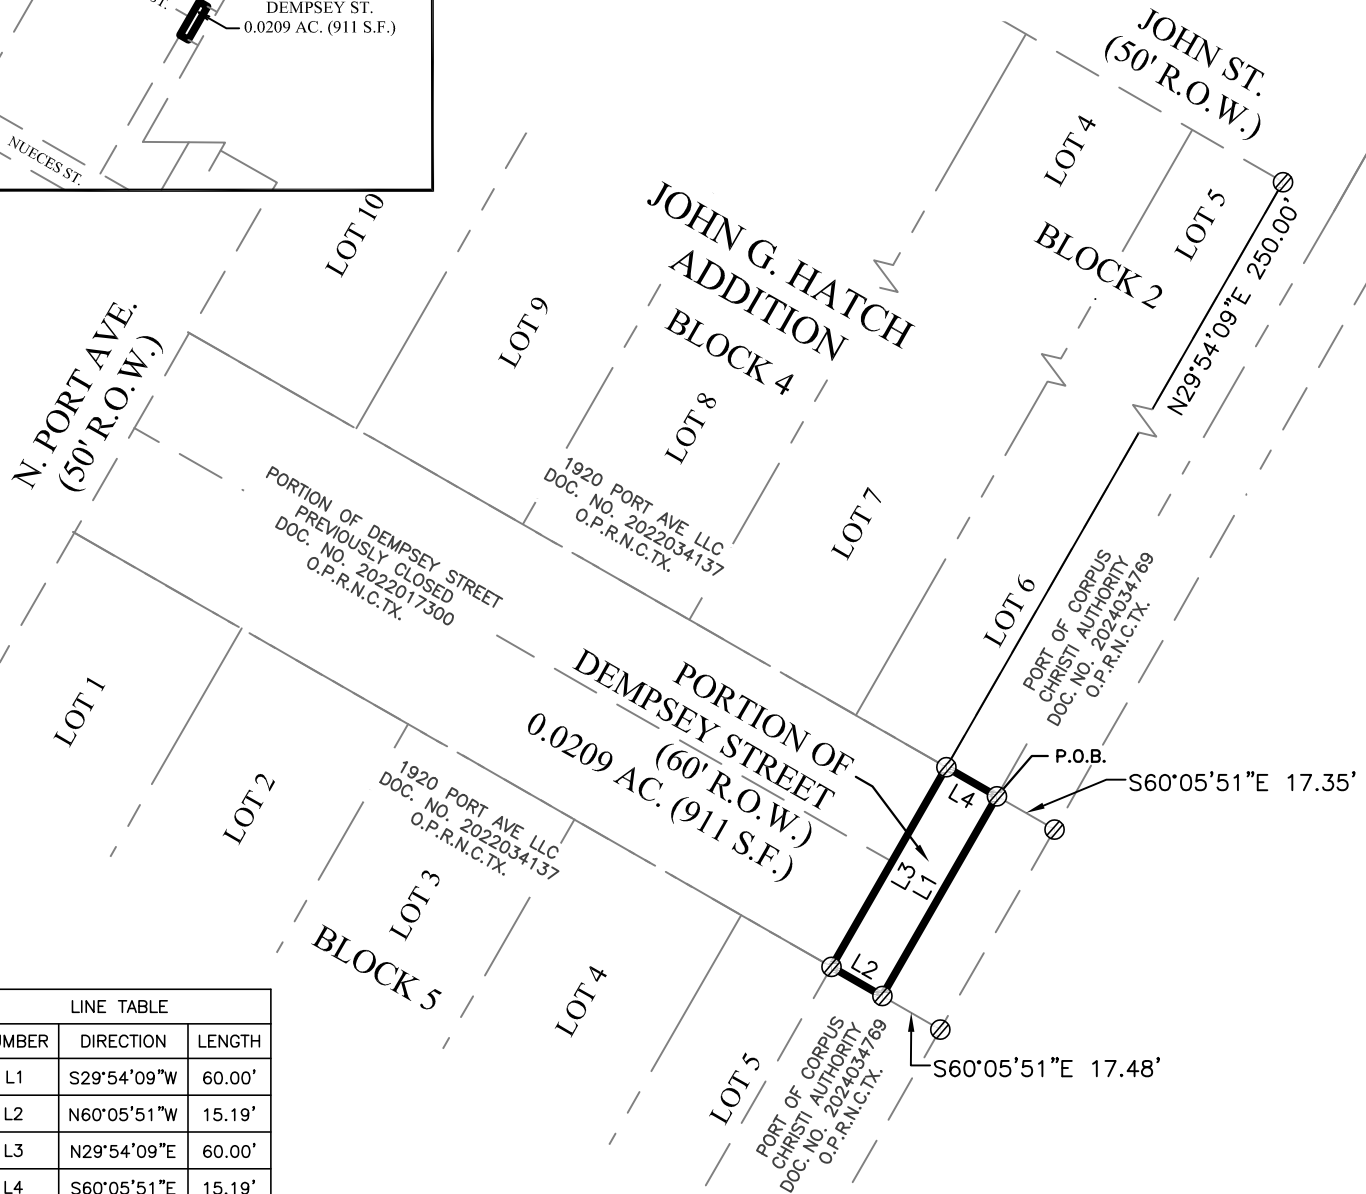 ST.
DEMPSEY ST.
0.0209 AC. (911 S.F.)
NUECES ST.
JOHN ST.
(50' R.O.W.)
LOT 4
LOT 5
BLOCK 2
N29°54'09"E 250.00'
LOT 10
LOT 9
JOHN G. HATCH
ADDITION
BLOCK 4
LOT 8
LOT 7
LOT 6
N. PORT AVE.
(50' R.O.W.)
1920 PORT AVE LLC
DOC. NO. 2022034137
O.P.R.N.C.TX.
PORTION OF DEMPSEY STREET
PREVIOUSLY CLOSED
DOC. NO. 2022017300
O.P.R.N.C.TX.
PORT OF CORPUS
CHRISTI AUTHORITY
DOC. NO. 2024034769
O.P.R.N.C.TX.
PORTION OF
DEMPSEY STREET
(60' R.O.W.)
0.0209 AC. (911 S.F.)
P.O.B.
S60°05'51"E 17.35'
L4
L3
L1
L2
LOT 1
LOT 2
1920 PORT AVE LLC
DOC. NO. 2022034137
O.P.R.N.C.TX.
LOT 3
BLOCK 5
LOT 4
LOT 5
PORT OF CORPUS
CHRISTI AUTHORITY
DOC. NO. 2024034769
O.P.R.N.C.TX.
S60°05'51"E 17.48'
LINE TABLE
UMBER DIRECTION LENGTH
L1 S29°54'09"W 60.00'
L2 N60°05'51"W 15.19'
L3 N29°54'09"E 60.00'
L4 S60°05'51"E 15.19'